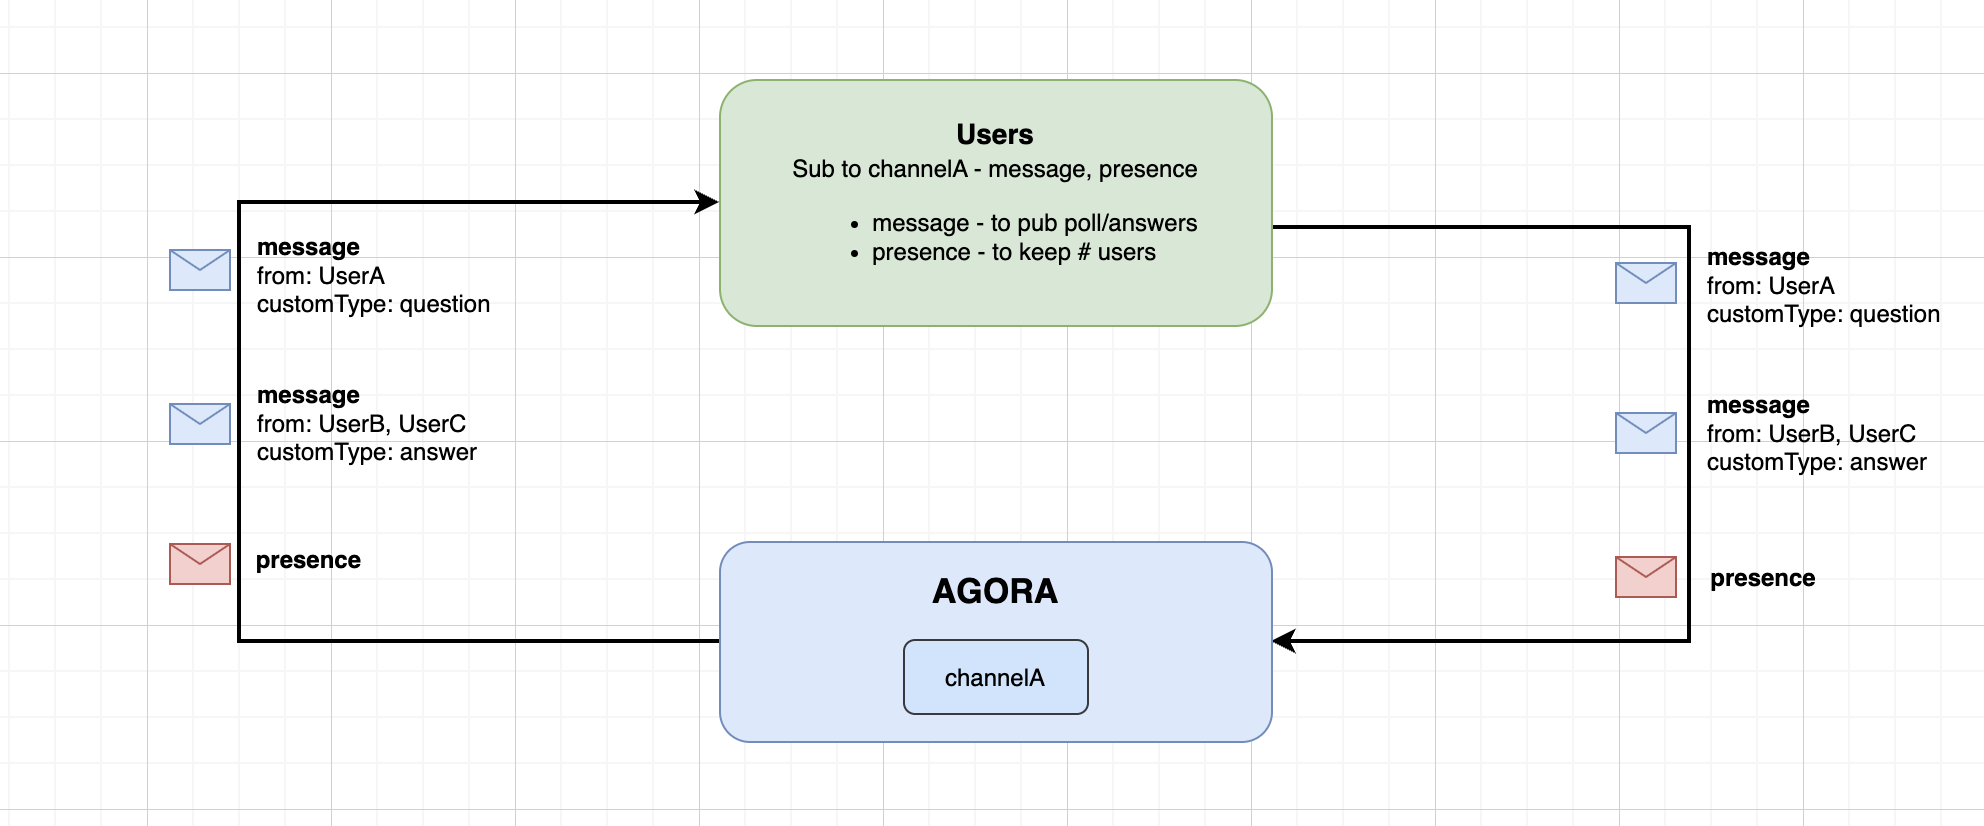 Users
Sub to channelA - message, presence
• message - to pub poll/answers
• presence - to keep # users
message
from: UserA
customType: question
message
from: UserB, UserC
customType: answer
presence
message
from: UserA
customType: question
message
from: UserB, UserC
customType: answer
presence
AGORA
channelA